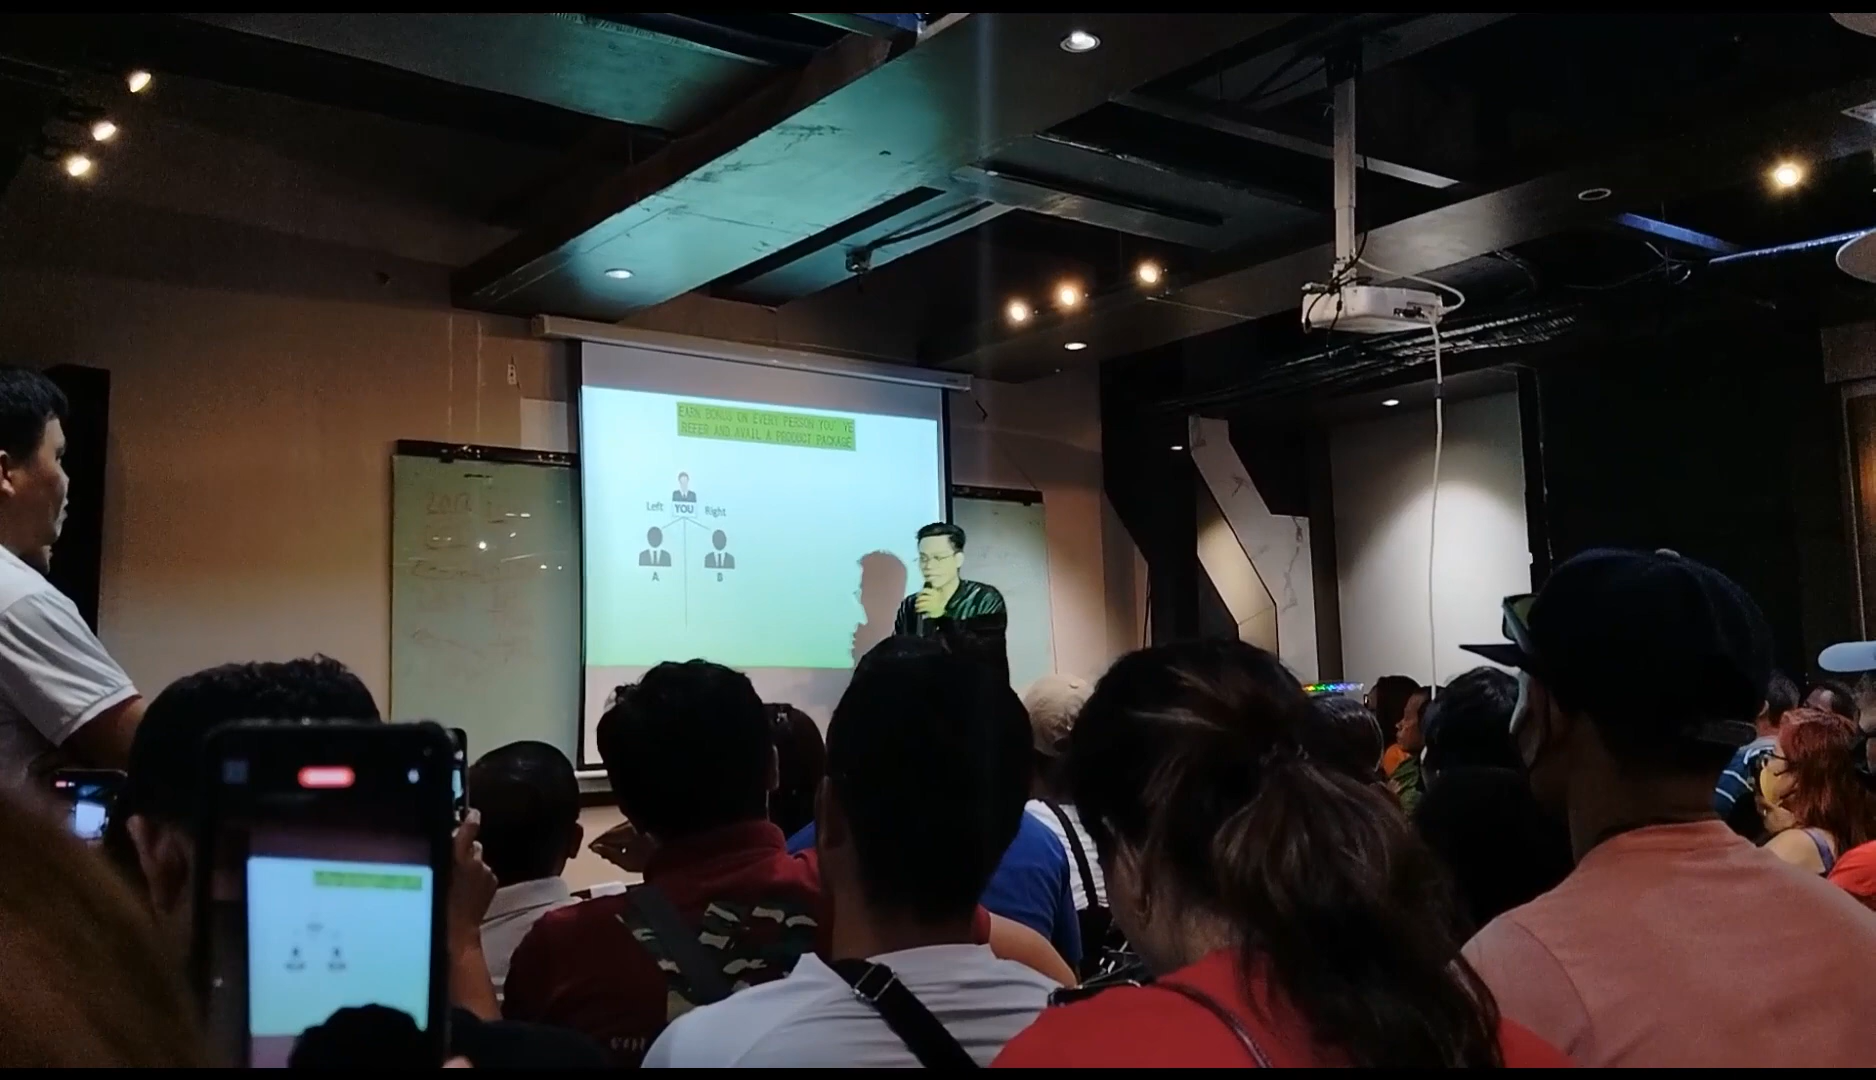 EARN BONUS ON EVERY PERSON YOU'VE
REFER AND AVAIL A PRODUCT PACKAGE
Left YOU Right
A B